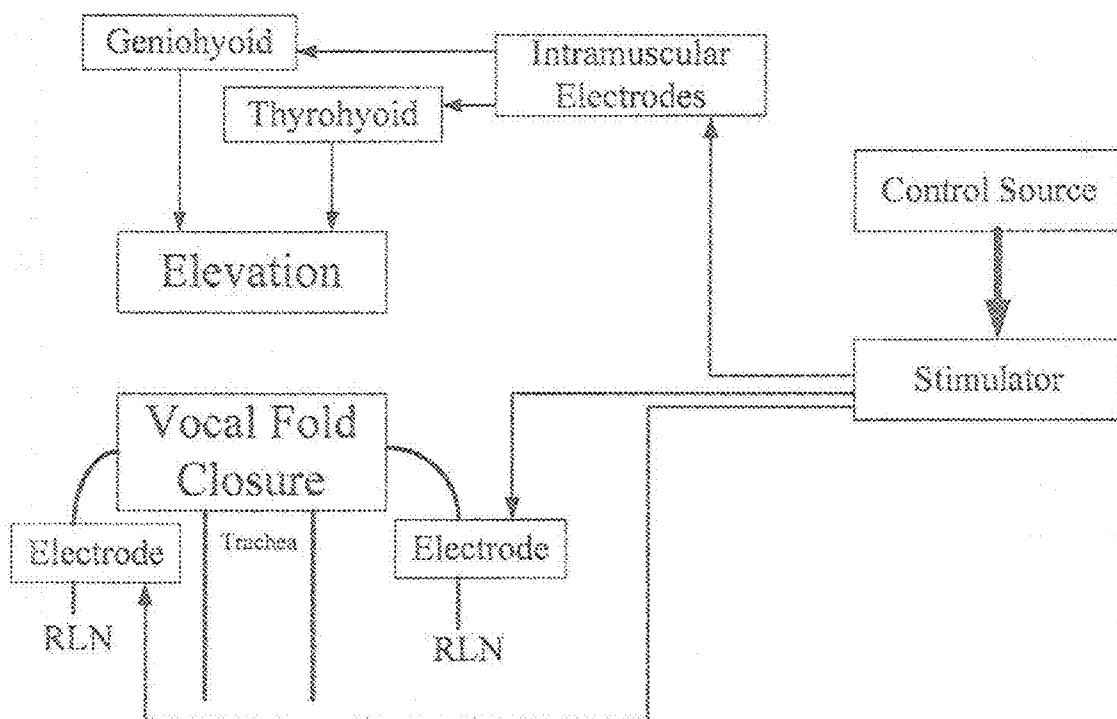 Geniohyoid
Intramuscular
Electrodes
Thyrohyoid
Control Source
Elevation
Stimulator
Vocal Fold
Closure
Electrode
Trachea
Electrode
RLN
RLN